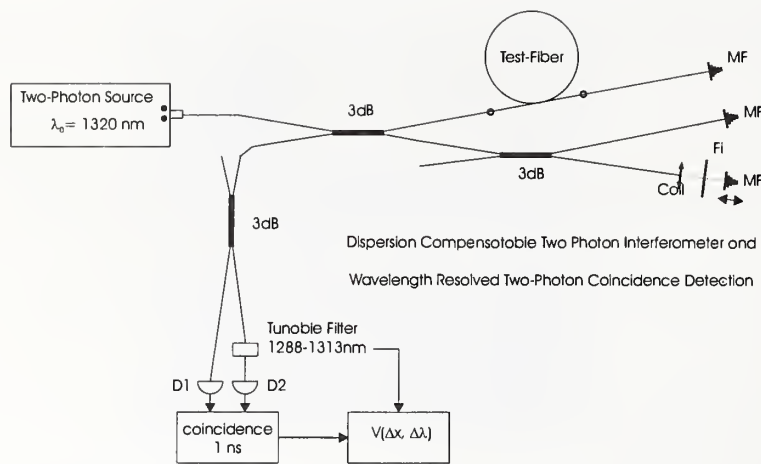 Two-Photon Source
λ₀= 1320 nm
3dB
Test-Fiber
MF
MF
3dB
Coll
Fi
MF
3dB
Dispersion Compensotoble Two Photon Interferometer ond
Wavelength Resolved Two-Photon Coincidence Detection
Tunoble Filter
1288-1313nm
D1
D2
coincidence
1 ns
V(Δx, Δλ)